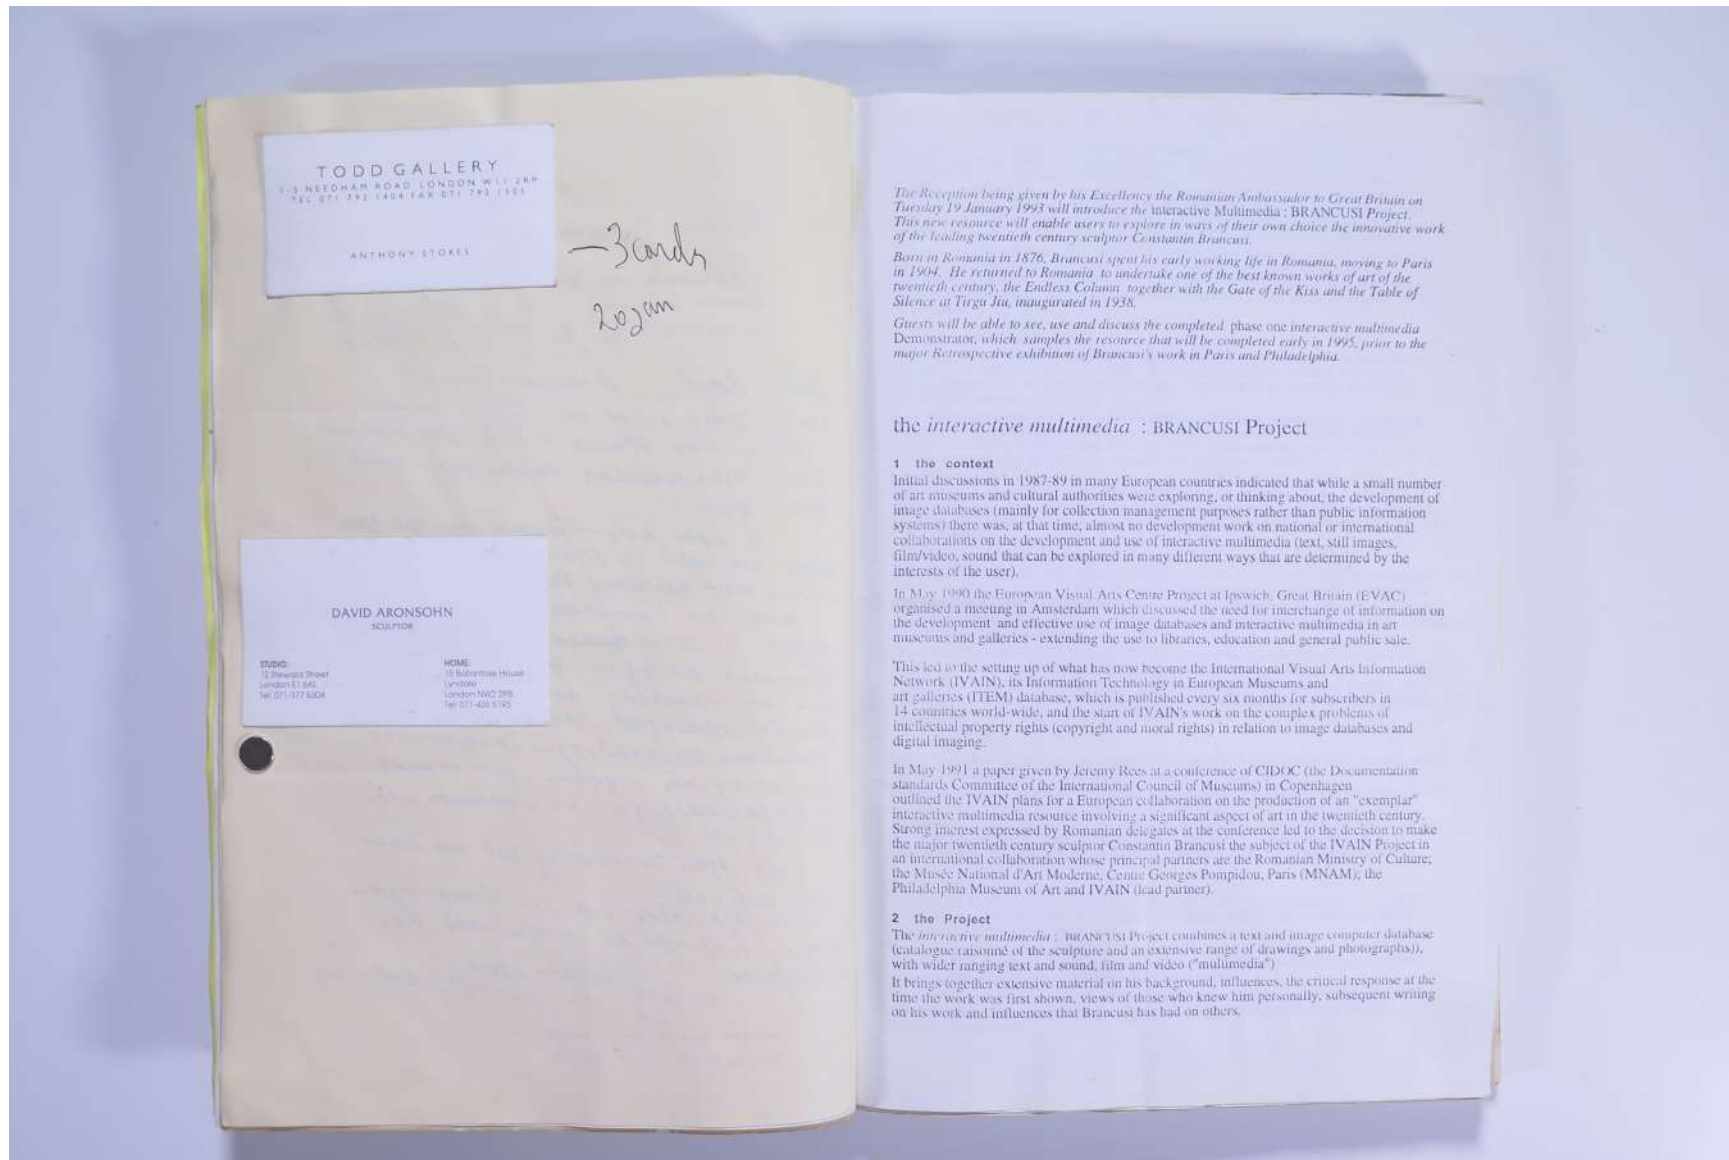 TODD GALLERY
1-5 NEEDHAM ROAD LONDON W11 2RP
TEL 071 792 1404 FAX 071 792 1505
ANTHONY STOKES
—3 cards
20 jan
DAVID ARONSOHN
SCULPTOR
STUDIO:
12 Steward Street
London E1 6AL
Tel: 071-377
HOME:
15 Ballantrae House
Lyndale
London NW2 2PB
Tel: 071-435 5195
The Reception being given by his Excellency the Romanian Ambassador to Great Britain on
Tuesday 19 January 1993 will introduce the interactive Multimedia : BRANCUSI Project.
This new resource will enable users to explore in ways of their own choice the innovative work
of the leading twentieth century sculptor Constantin Brancusi.
Born in Romania in 1876, Brancusi spent his early working life in Romania, moving to Paris
in 1904. He returned to Romania to undertake one of the best known works of art of the
twentieth century, the Endless Column together with the Gate of the Kiss and the Table of
Silence at Tirgu Jiu, inaugurated in 1938.
Guests will be able to see, use and discuss the completed phase one interactive multimedia
Demonstrator, which samples the resource that will be completed early in 1995, prior to the
major Retrospective exhibition of Brancusi's work in Paris and Philadelphia.
the interactive multimedia : BRANCUSI Project
1 the context
Initial discussions in 1987-89 in many European countries indicated that while a small number
of art museums and cultural authorities were exploring, or thinking about, the development of
image databases (mainly for collection management purposes rather than public information
systems) there was, at that time, almost no development work on national or international
collaborations on the development and use of interactive multimedia (text, still images,
film/video, sound that can be explored in many different ways that are determined by the
interests of the user).
In May 1990 the European Visual Arts Centre Project at Ipswich, Great Britain (EVAC)
organised a meeting in Amsterdam which discussed the need for interchange of information on
the development and effective use of image databases and interactive multimedia in art
museums and galleries - extending the use to libraries, education and general public sale.
This led to the setting up of what has now become the International Visual Arts Information
Network (IVAIN), its Information Technology in European Museums and
art galleries (ITEM) database, which is published every six months for subscribers in
14 countries world-wide, and the start of IVAIN's work on the complex problems of
intellectual property rights (copyright and moral rights) in relation to image databases and
digital imaging.
In May 1991 a paper given by Jeremy Rees at a conference of CIDOC (the Documentation
standards Committee of the International Council of Museums) in Copenhagen
outlined the IVAIN plans for a European collaboration on the production of an "exemplar"
interactive multimedia resource involving a significant aspect of art in the twentieth century.
Strong interest expressed by Romanian delegates at the conference led to the decision to make
the major twentieth century sculptor Constantin Brancusi the subject of the IVAIN Project in
an international collaboration whose principal partners are the Romanian Ministry of Culture;
the Musée National d'Art Moderne, Centre Georges Pompidou, Paris (MNAM); the
Philadelphia Museum of Art and IVAIN (lead partner).
2 the Project
The interactive multimedia : BRANCUSI Project combines a text and image computer database
(catalogue raisonné of the sculpture and an extensive range of drawings and photographs)),
with wider ranging text and sound, film and video ("mulumedia")
It brings together extensive material on his background, influences, the critical response at the
time the work was first shown, views of those who knew him personally, subsequent writing
on his work and influences that Brancusi has had on others.